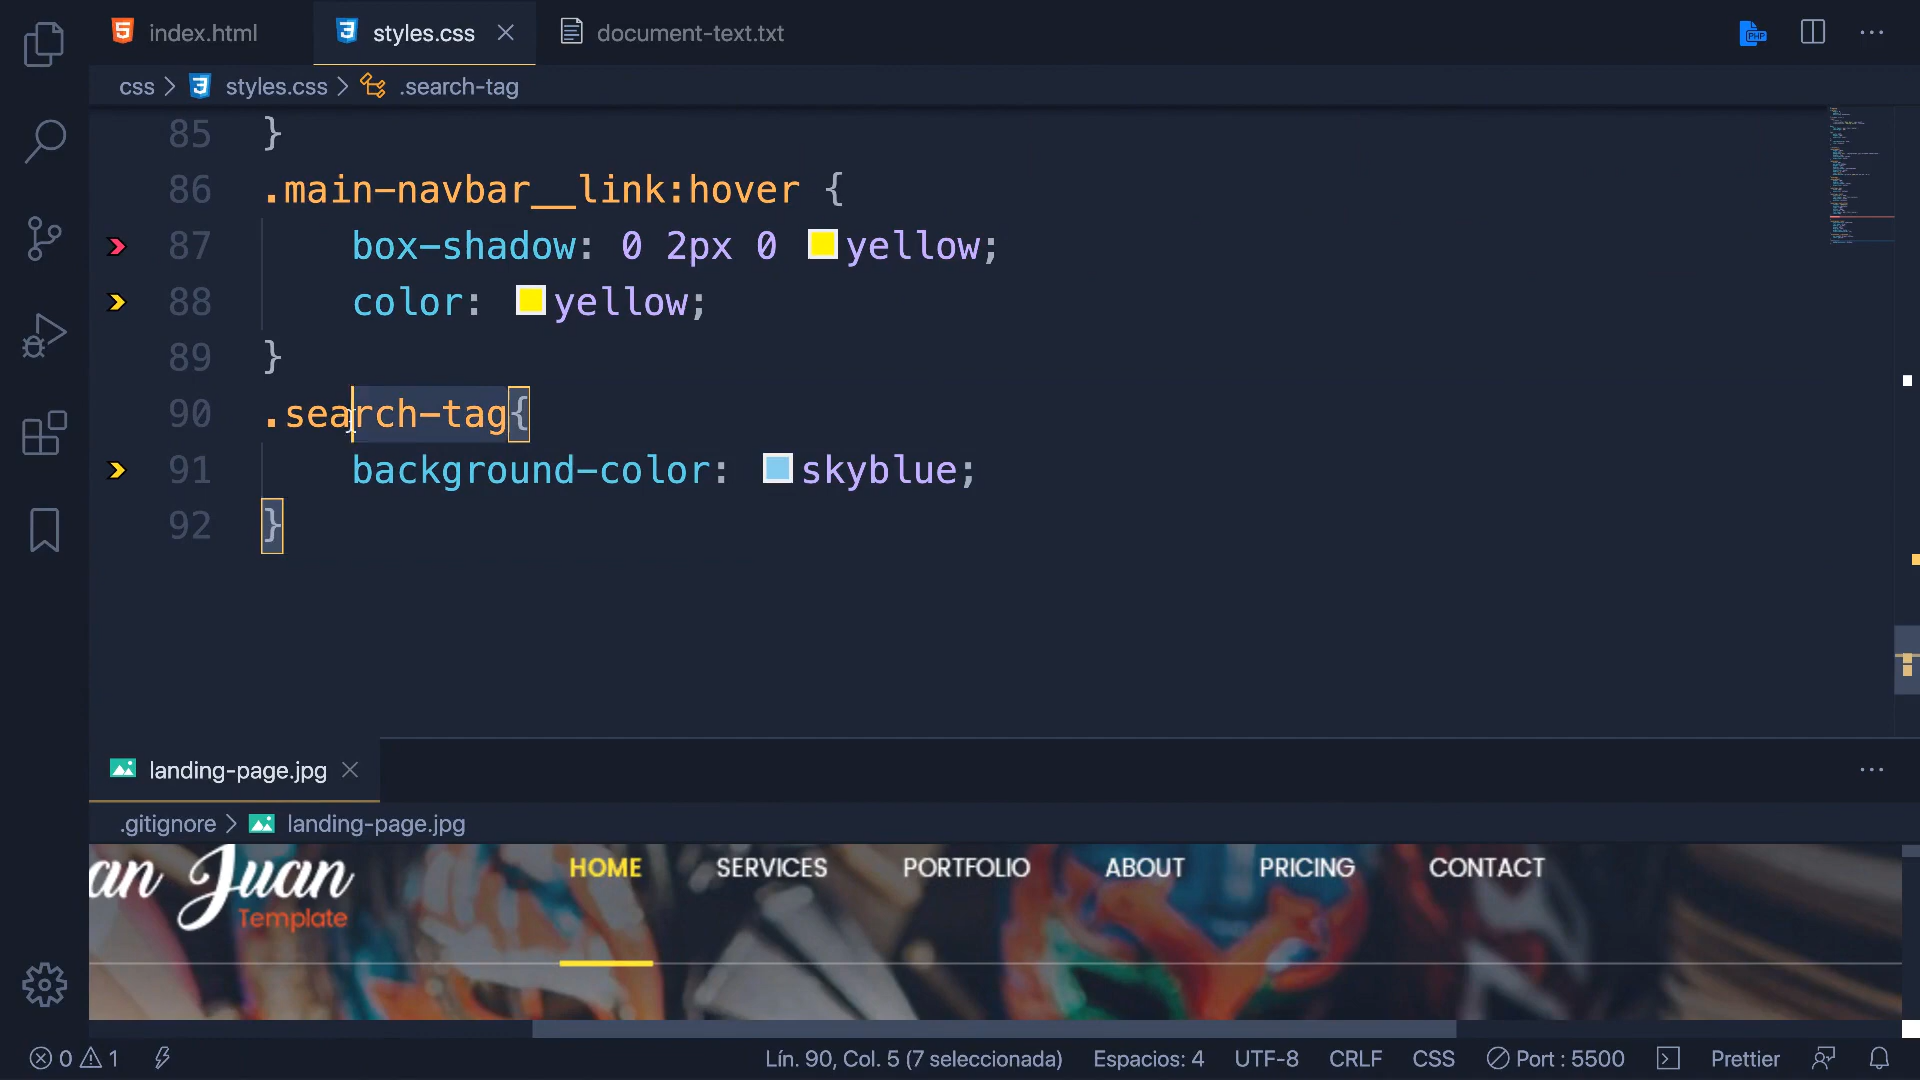 index.html
styles.css
document-text.txt
PHP
css > styles.css > .search-tag
85 }
86 .main-navbar__link:hover {
87 box-shadow: 0 2px 0 yellow;
88 color: yellow;
89 }
90 .search-tag{
91 background-color: skyblue;
92 }
landing-page.jpg
.gitignore > landing-page.jpg
an Juan
Template
HOME SERVICES PORTFOLIO ABOUT PRICING CONTACT
0 1 Lín. 90, Col. 5 (7 seleccionada) Espacios: 4 UTF-8 CRLF CSS Port : 5500 Prettier